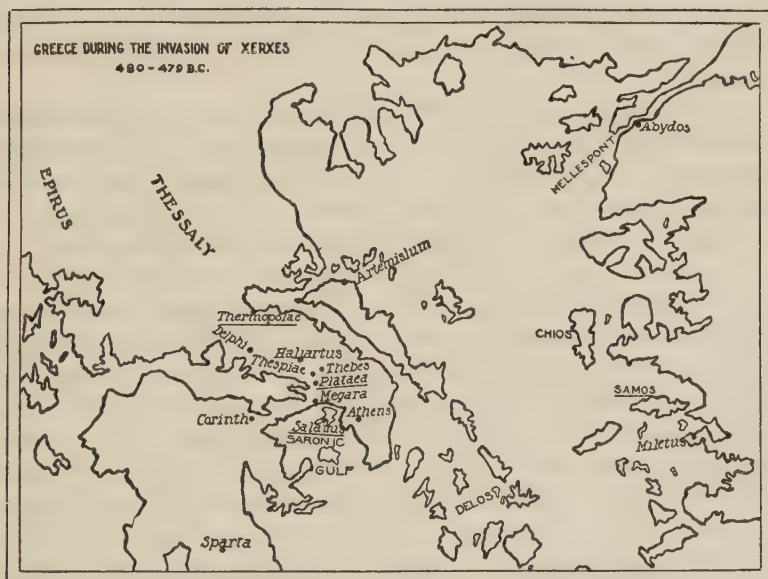 GREECE DURING THE INVASION OF XERXES
480-479 B.C.
Abydos
HELLESPONT
EPIRUS
THESSALY
Artemisium
Thermopolae
Delphi
Haliartus
Thespiae
Thebes
Plataea
Megara
CHIOS
SAMOS
Corinth
Athens
Salamis
SARONIC
GULF
Miletus
DELOS
Sparta